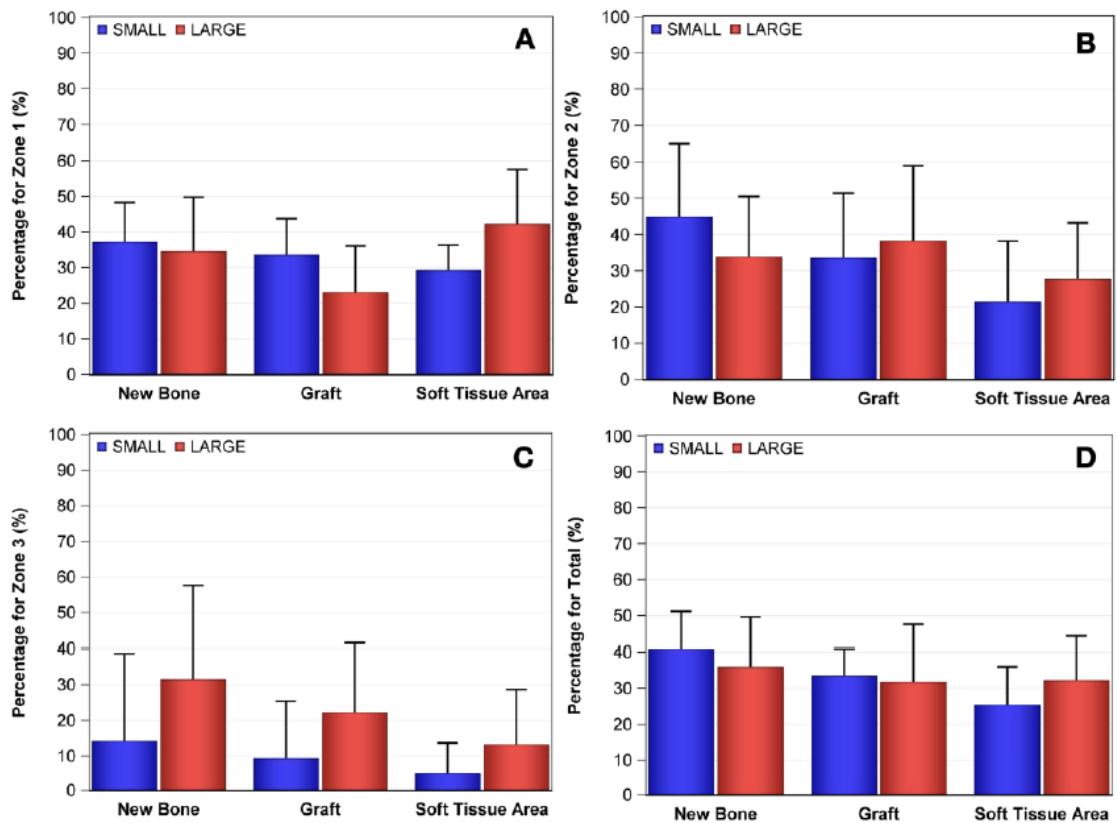 SMALL LARGE
A
Percentage for Zone 1 (%)
100
90
80
70
60
50
40
30
20
10
0
New Bone Graft Soft Tissue Area
SMALL LARGE
B
Percentage for Zone 2 (%)
100
90
80
70
60
50
40
30
20
10
0
New Bone Graft Soft Tissue Area
SMALL LARGE
C
Percentage for Zone 3 (%)
100
90
80
70
60
50
40
30
20
10
0
New Bone Graft Soft Tissue Area
SMALL LARGE
D
Percentage for Total (%)
100
90
80
70
60
50
40
30
20
10
0
New Bone Graft Soft Tissue Area